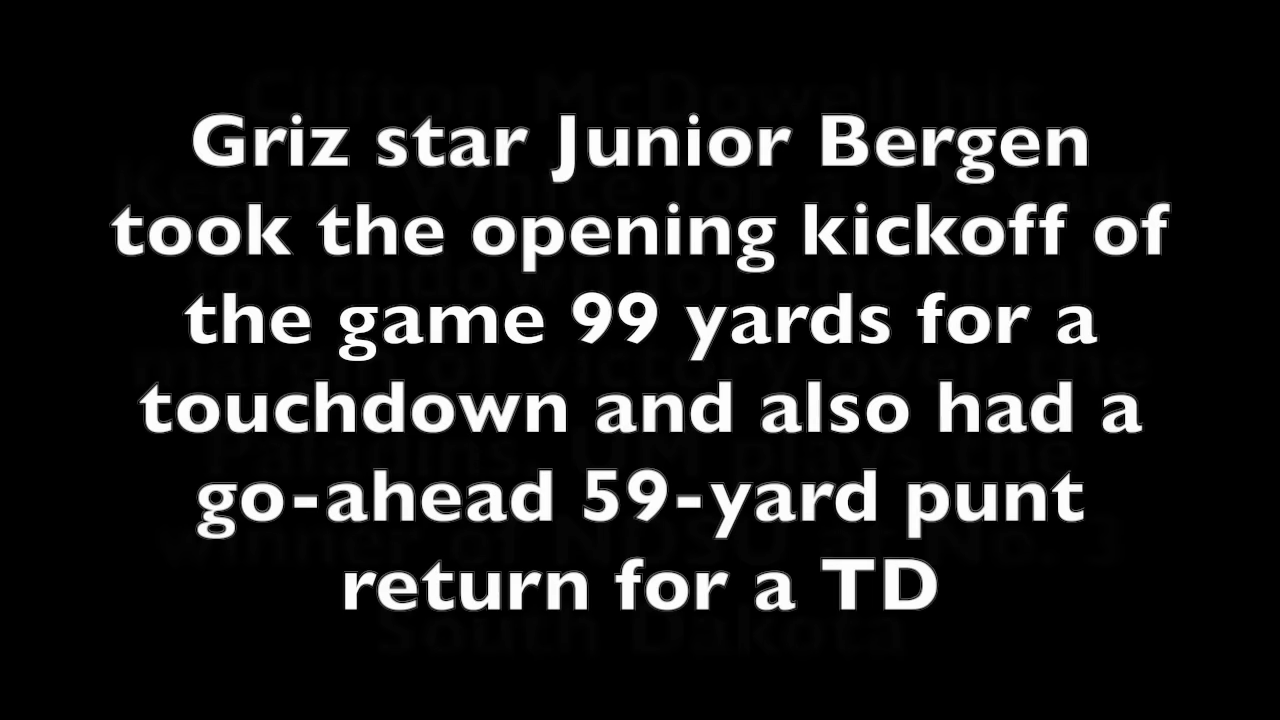 Griz star Junior Bergen
took the opening kickoff of
the game 99 yards for a
touchdown and also had a
go-ahead 59-yard punt
return for a TD